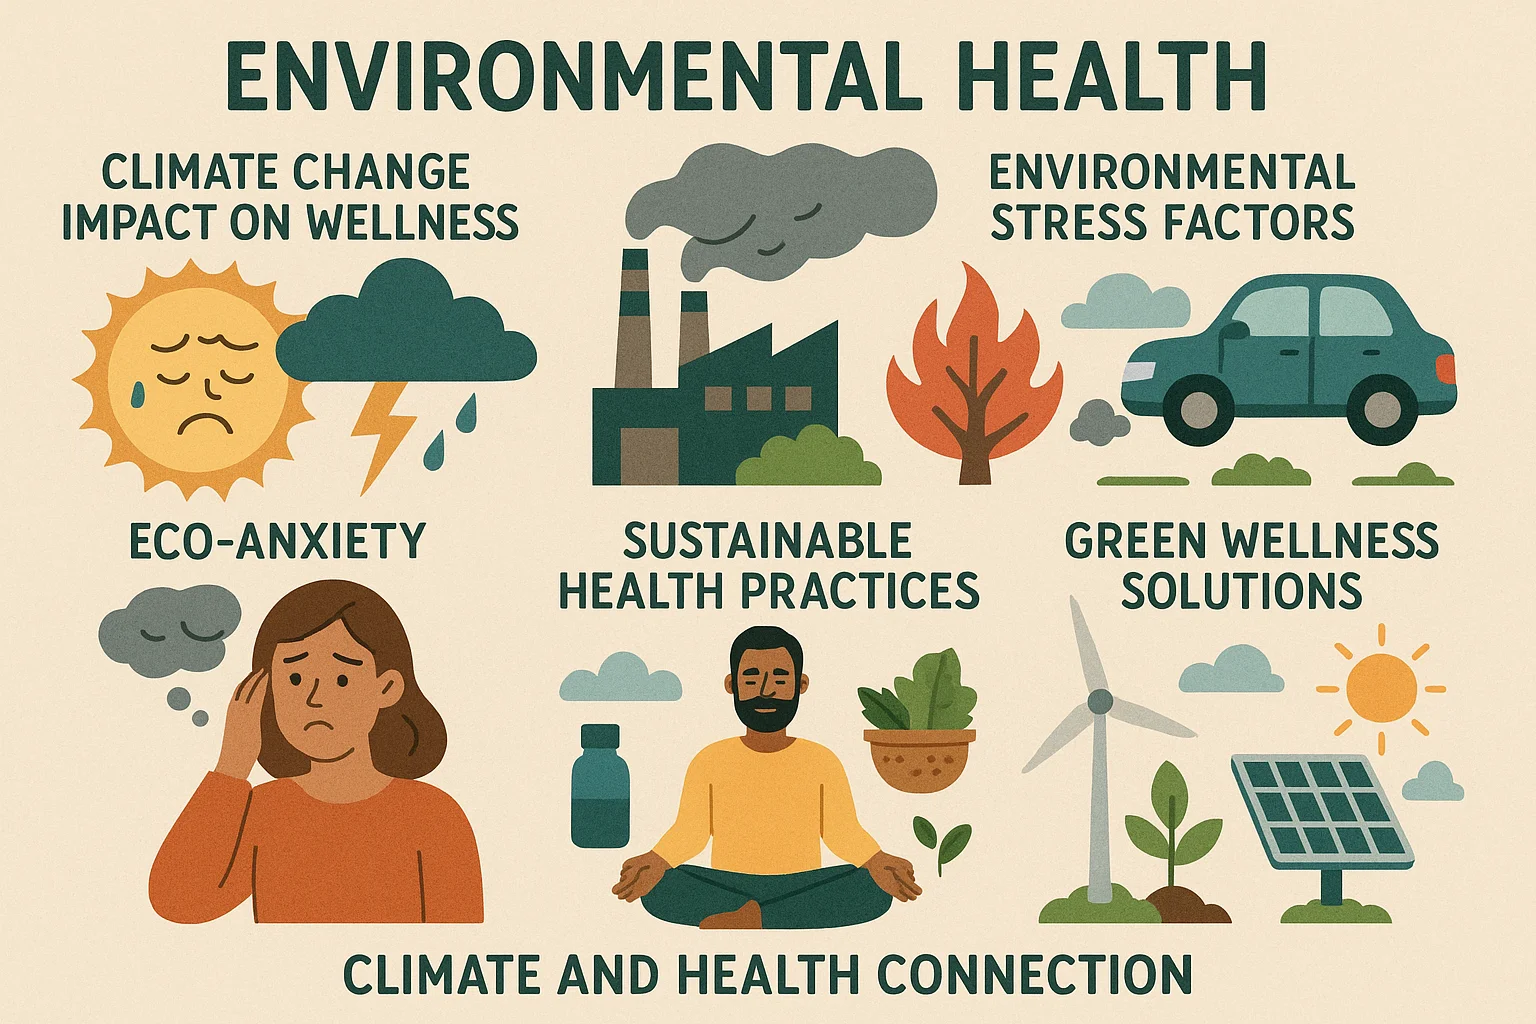 ENVIRONMENTAL HEALTH
CLIMATE CHANGE
IMPACT ON WELLNESS
ENVIRONMENTAL
STRESS FACTORS
ECO-ANXIETY
SUSTAINABLE
HEALTH PRACTICES
GREEN WELLNESS
SOLUTIONS
CLIMATE AND HEALTH CONNECTION